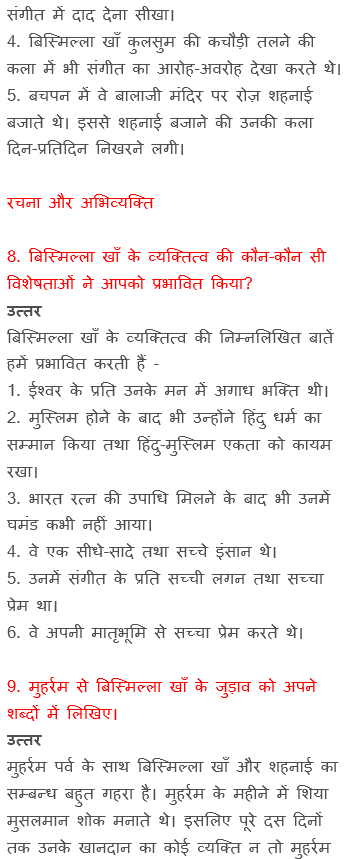 संगीत में दाद देना सीखा।
4. बिस्मिल्ला खाँ कुलसुम की कचौड़ी तलने की
कला में भी संगीत का आरोह-अवरोह देखा करते थे।
5. बचपन में वे बालाजी मंदिर पर रोज़ शहनाई
बजाते थे। इससे शहनाई बजाने की उनकी कला
दिन-प्रतिदिन निखरने लगी।
रचना और अभिव्यक्ति
8. बिस्मिल्ला खाँ के व्यक्तित्व की कौन-कौन सी
विशेषताओं ने आपको प्रभावित किया?
उत्तर
बिस्मिल्ला खाँ के व्यक्तित्व की निम्नलिखित बातें
हमें प्रभावित करती हैं -
1. ईश्वर के प्रति उनके मन में अगाध भक्ति थी।
2. मुस्लिम होने के बाद भी उन्होंने हिंदु धर्म का
सम्मान किया तथा हिंदु-मुस्लिम एकता को कायम
रखा।
3. भारत रत्न की उपाधि मिलने के बाद भी उनमें
घमंड कभी नहीं आया।
4. वे एक सीधे-सादे तथा सच्चे इंसान थे।
5. उनमें संगीत के प्रति सच्ची लगन तथा सच्चा
प्रेम था।
6. वे अपनी मातृभूमि से सच्चा प्रेम करते थे।
9. मुहर्रम से बिस्मिल्ला खाँ के जुड़ाव को अपने
शब्दों में लिखिए।
उत्तर
मुहर्रम पर्व के साथ बिस्मिल्ला खाँ और शहनाई का
सम्बन्ध बहुत गहरा है। मुहर्रम के महीने में शिया
मुसलमान शोक मनाते थे। इसलिए पूरे दस दिनों
तक उनके खानदान का कोई व्यक्ति न तो मुहर्रम